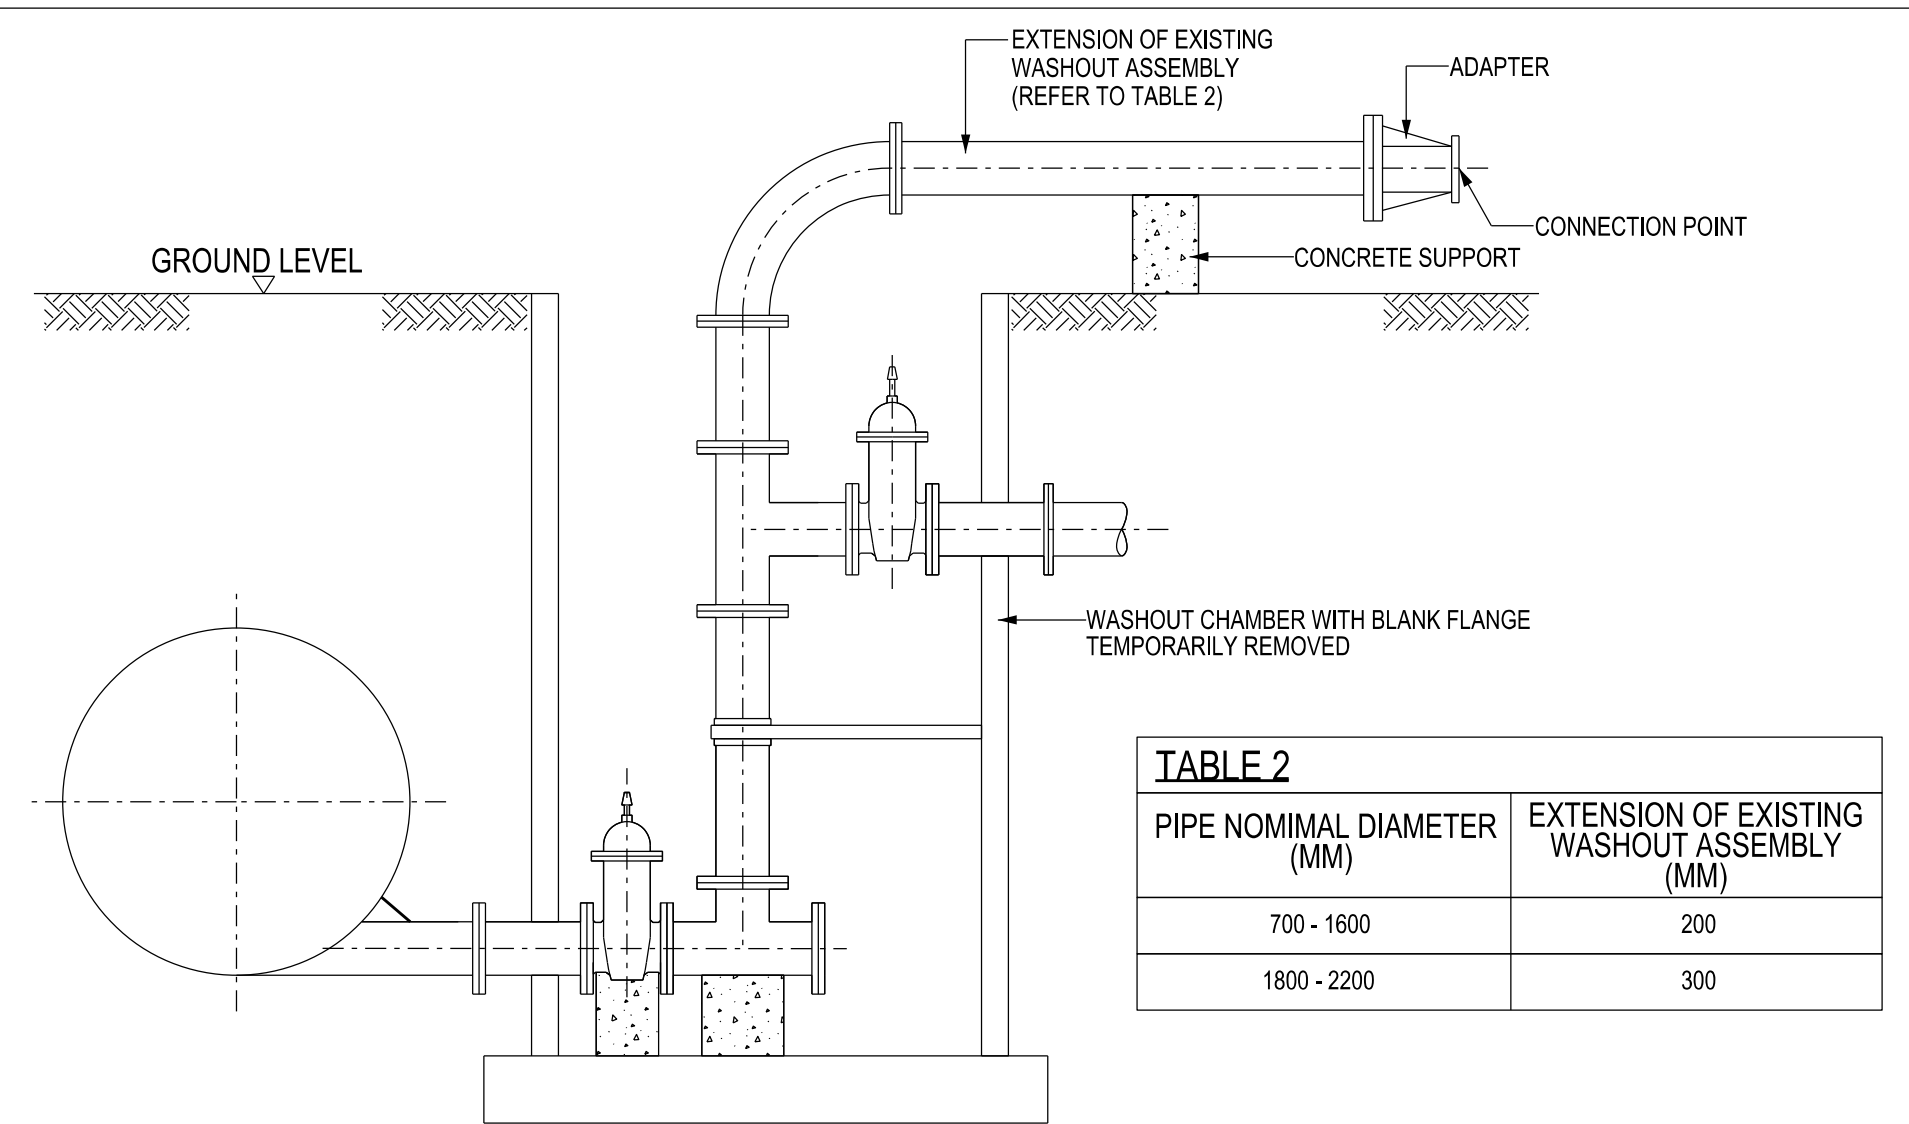 EXTENSION OF EXISTING
WASHOUT ASSEMBLY
(REFER TO TABLE 2)
ADAPTER
CONNECTION POINT
CONCRETE SUPPORT
GROUND LEVEL
WASHOUT CHAMBER WITH BLANK FLANGE
TEMPORARILY REMOVED
TABLE 2
PIPE NOMIMAL DIAMETER
(MM)
EXTENSION OF EXISTING
WASHOUT ASSEMBLY
(MM)
700 - 1600
200
1800 - 2200
300